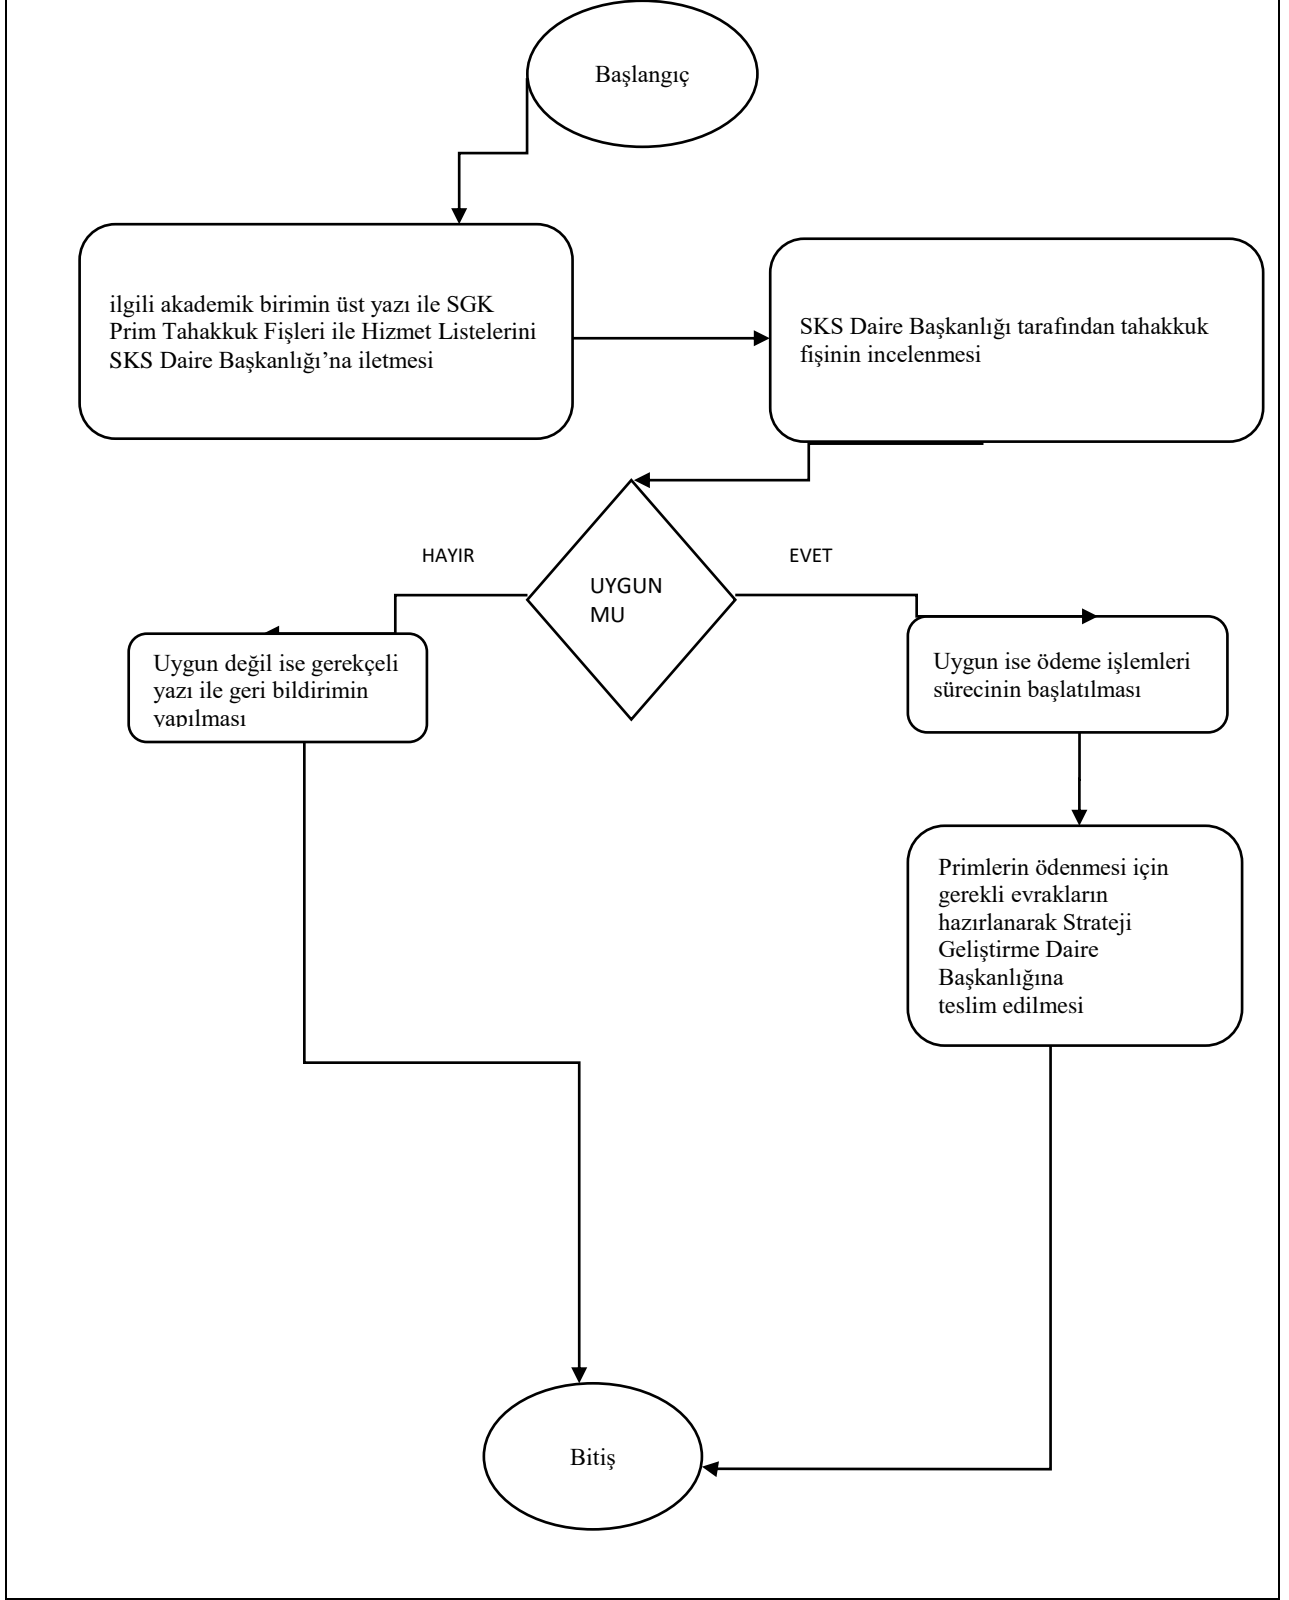 Başlangıç
ilgili akademik birimin üst yazı ile SGK
Prim Tahakkuk Fişleri ile Hizmet Listelerini
SKS Daire Başkanlığı’na iletmesi
SKS Daire Başkanlığı tarafından tahakkuk
fişinin incelenmesi
HAYIR
EVET
UYGUN
MU
Uygun değil ise gerekçeli
yazı ile geri bildirimin
yapılması
Uygun ise ödeme işlemleri
sürecinin başlatılması
Primlerin ödenmesi için
gerekli evrakların
hazırlanarak Strateji
Geliştirme Daire
Başkanlığına
teslim edilmesi
Bitiş